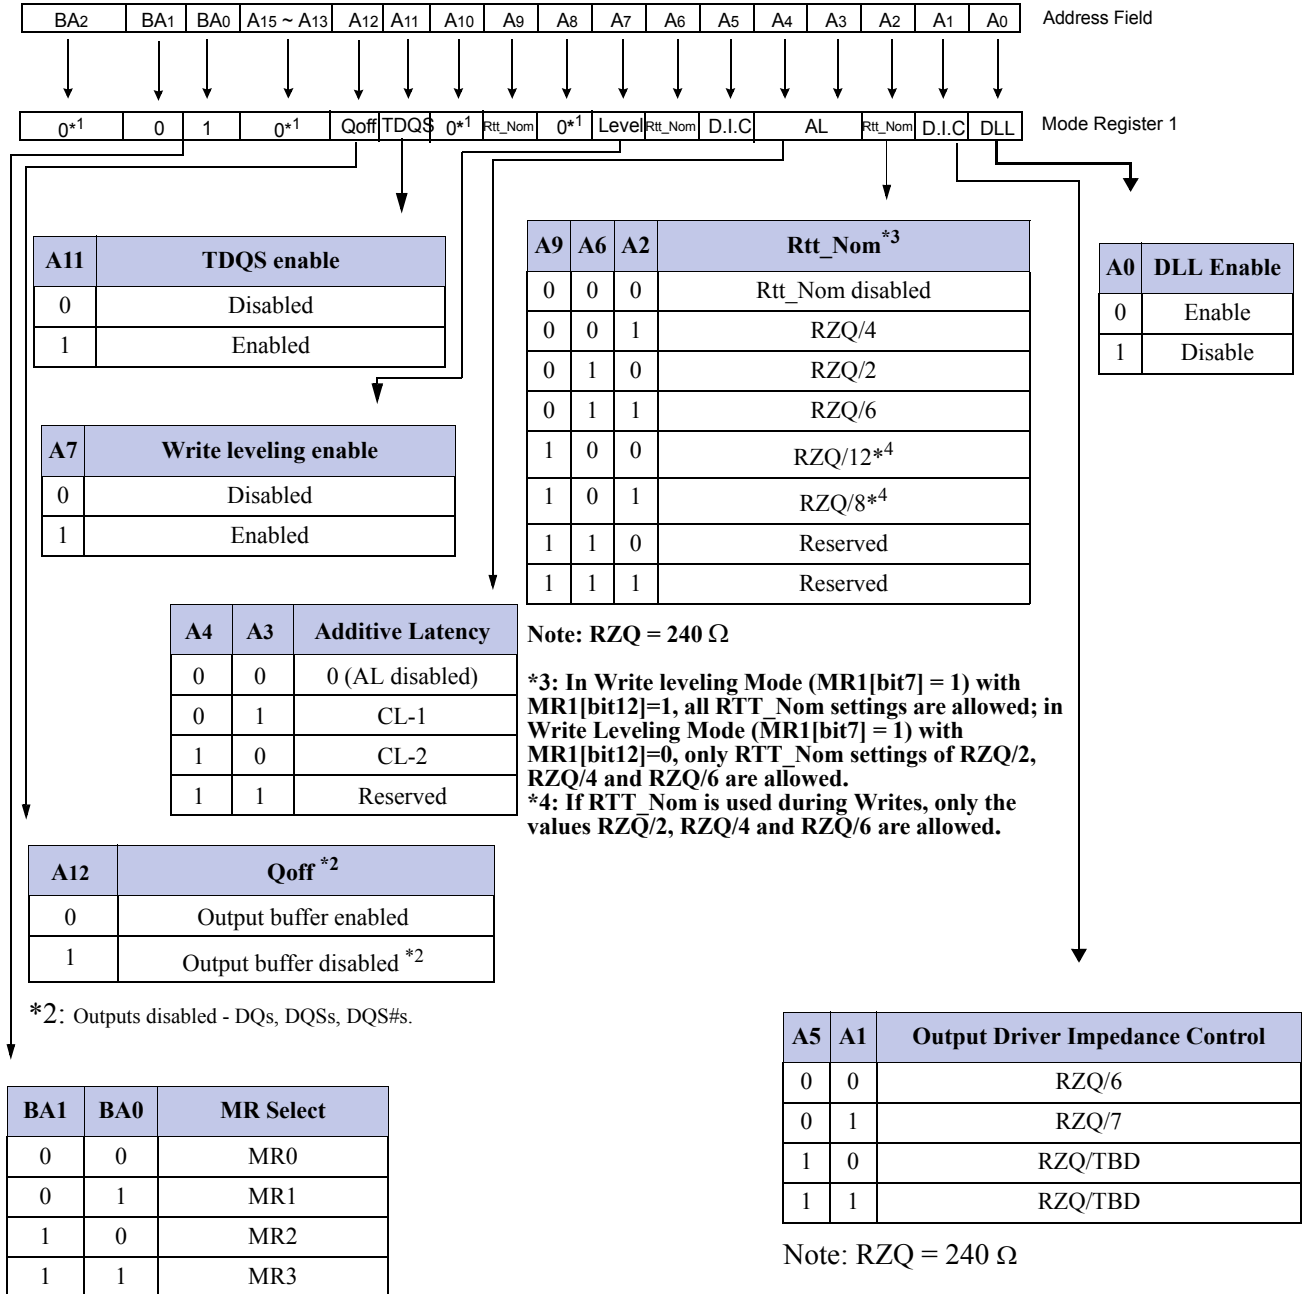 BA2 BA1 BA0 A15 ~ A13 A12 A11 A10 A9 A8 A7 A6 A5 A4 A3 A2 A1 A0 Address Field
0*1 0 1 0*1 Qoff TDQS 0*1 Rtt_Nom 0*1 Level Rtt_Nom D.I.C AL Rtt_Nom D.I.C DLL Mode Register 1
A11 TDQS enable
0 Disabled
1 Enabled
A7 Write leveling enable
0 Disabled
1 Enabled
A9 A6 A2 Rtt_Nom*3
0 0 0 Rtt_Nom disabled
0 0 1 RZQ/4
0 1 0 RZQ/2
0 1 1 RZQ/6
1 0 0 RZQ/12*4
1 0 1 RZQ/8*4
1 1 0 Reserved
1 1 1 Reserved
Note: RZQ = 240 Ω
*3: In Write leveling Mode (MR1[bit7] = 1) with
MR1[bit12]=1, all RTT_Nom settings are allowed; in
Write Leveling Mode (MR1[bit7] = 1) with
MR1[bit12]=0, only RTT_Nom settings of RZQ/2,
RZQ/4 and RZQ/6 are allowed.
*4: If RTT_Nom is used during Writes, only the
values RZQ/2, RZQ/4 and RZQ/6 are allowed.
A0 DLL Enable
0 Enable
1 Disable
A4 A3 Additive Latency
0 0 0 (AL disabled)
0 1 CL-1
1 0 CL-2
1 1 Reserved
A12 Qoff *2
0 Output buffer enabled
1 Output buffer disabled *2
*2: Outputs disabled - DQs, DQSs, DQS#s.
BA1 BA0 MR Select
0 0 MR0
0 1 MR1
1 0 MR2
1 1 MR3
A5 A1 Output Driver Impedance Control
0 0 RZQ/6
0 1 RZQ/7
1 0 RZQ/TBD
1 1 RZQ/TBD
Note: RZQ = 240 Ω